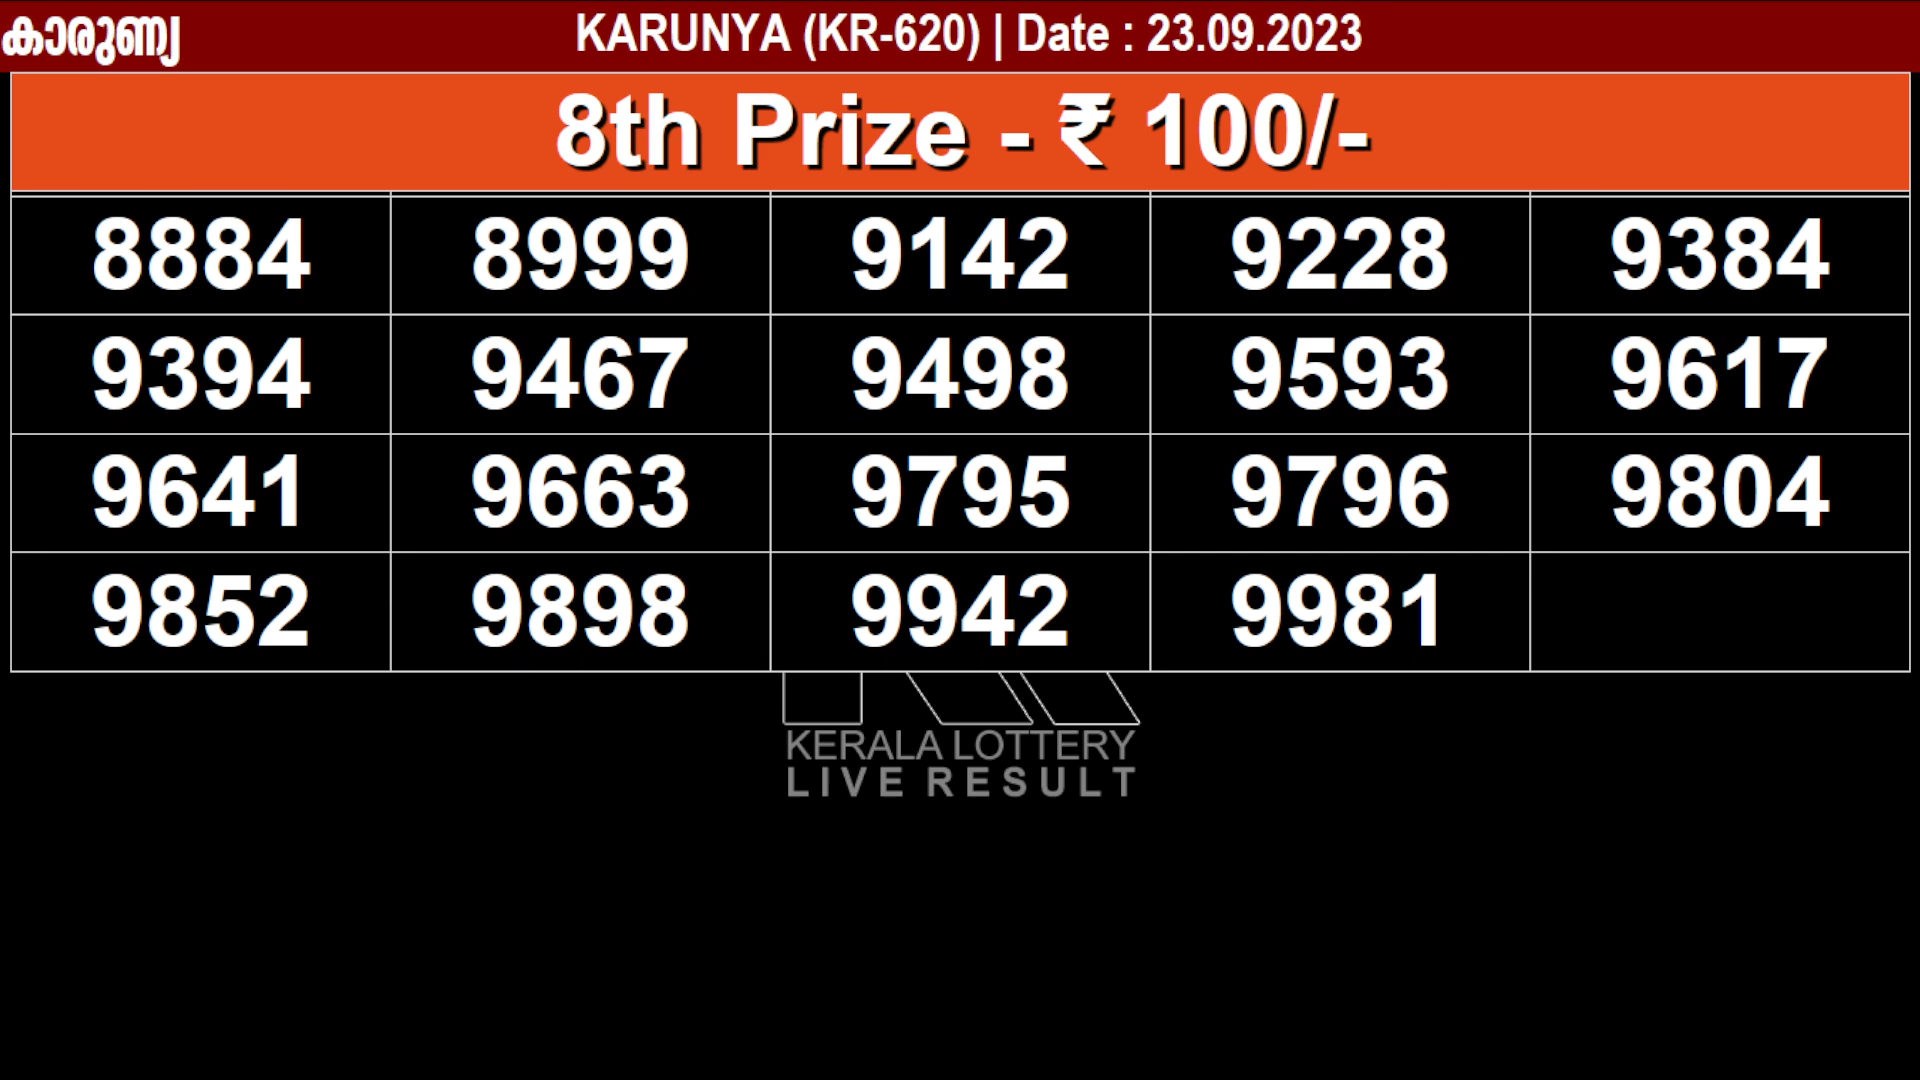 കാരുണ്യ KARUNYA (KR-620) | Date : 23.09.2023
8th Prize - ₹ 100/-
8884 8999 9142 9228 9384
9394 9467 9498 9593 9617
9641 9663 9795 9796 9804
9852 9898 9942 9981
KERALA LOTTERY
LIVE RESULT